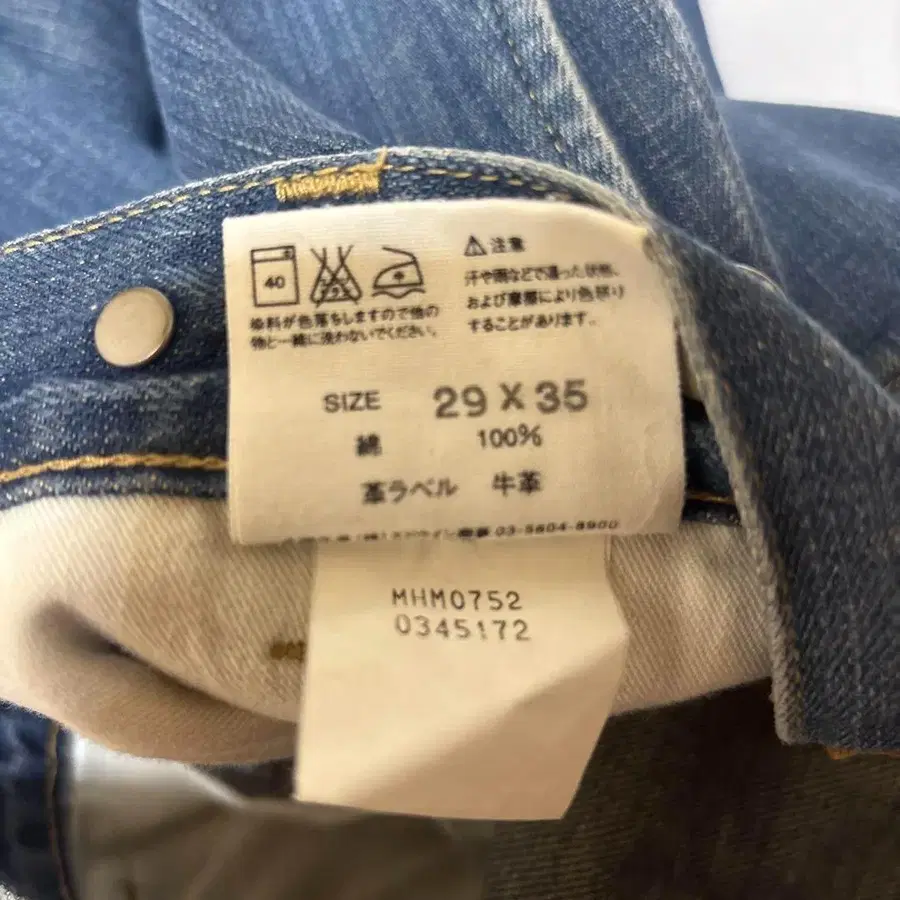 40
⚠注意
汗や雨などで湿った状態、
および摩擦により色移り
することがあります。
染料が色落ちしますので他の
物と一緒に洗わないでください。
SIZE 29 X 35
綿 100%
革ラベル 牛革
03-5604-8900
MHM0752
0345172